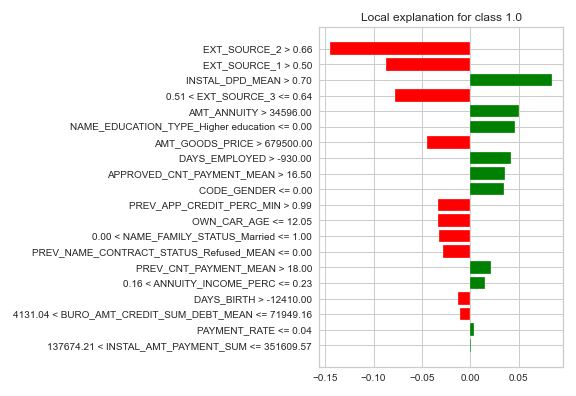 Local explanation for class 1.0
EXT_SOURCE_2 > 0.66
EXT_SOURCE_1 > 0.50
INSTAL_DPD_MEAN > 0.70
0.51 < EXT_SOURCE_3 <= 0.64
AMT_ANNUITY > 34596.00
NAME_EDUCATION_TYPE_Higher education <= 0.00
AMT_GOODS_PRICE > 679500.00
DAYS_EMPLOYED > -930.00
APPROVED_CNT_PAYMENT_MEAN > 16.50
CODE_GENDER <= 0.00
PREV_APP_CREDIT_PERC_MIN > 0.99
OWN_CAR_AGE <= 12.05
0.00 < NAME_FAMILY_STATUS_Married <= 1.00
PREV_NAME_CONTRACT_STATUS_Refused_MEAN <= 0.00
PREV_CNT_PAYMENT_MEAN > 18.00
0.16 < ANNUITY_INCOME_PERC <= 0.23
DAYS_BIRTH > -12410.00
4131.04 < BURO_AMT_CREDIT_SUM_DEBT_MEAN <= 71949.16
PAYMENT_RATE <= 0.04
137674.21 < INSTAL_AMT_PAYMENT_SUM <= 351609.57
−0.15 −0.10 −0.05 0.00 0.05